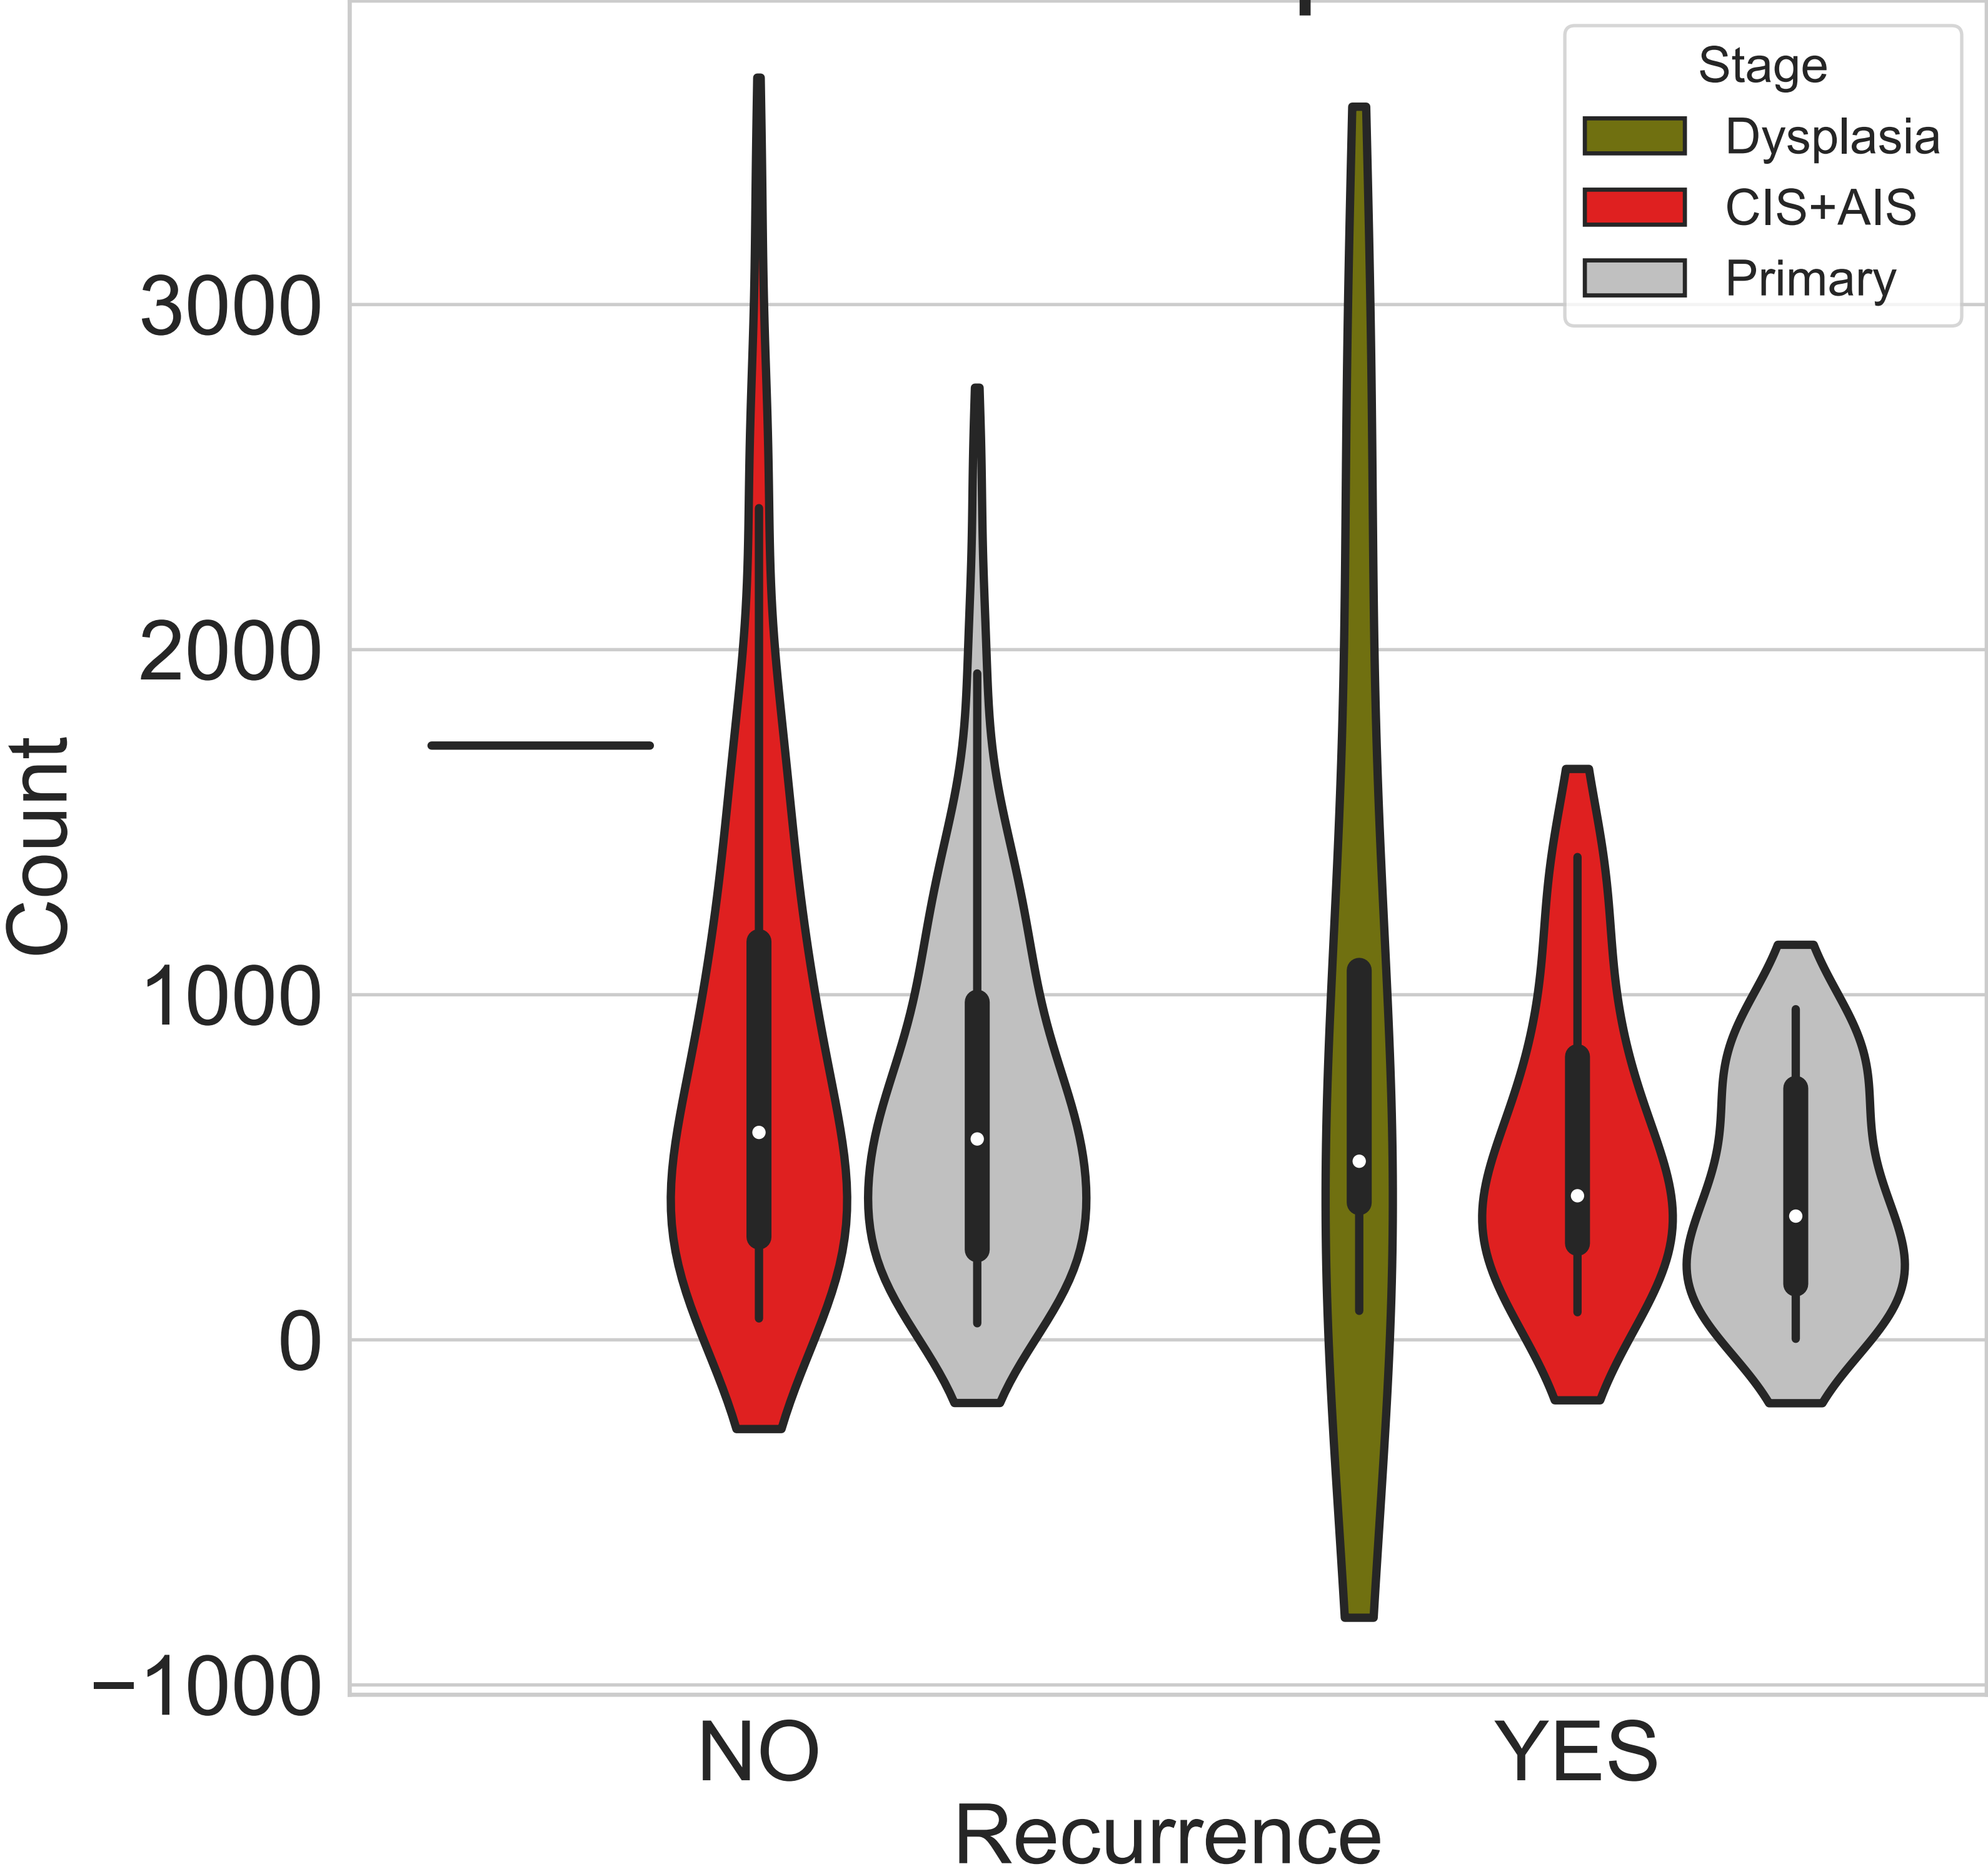 Stage
Dysplasia
CIS+AIS
Primary
3000
2000
1000
0
−1000
Count
NO
YES
Recurrence